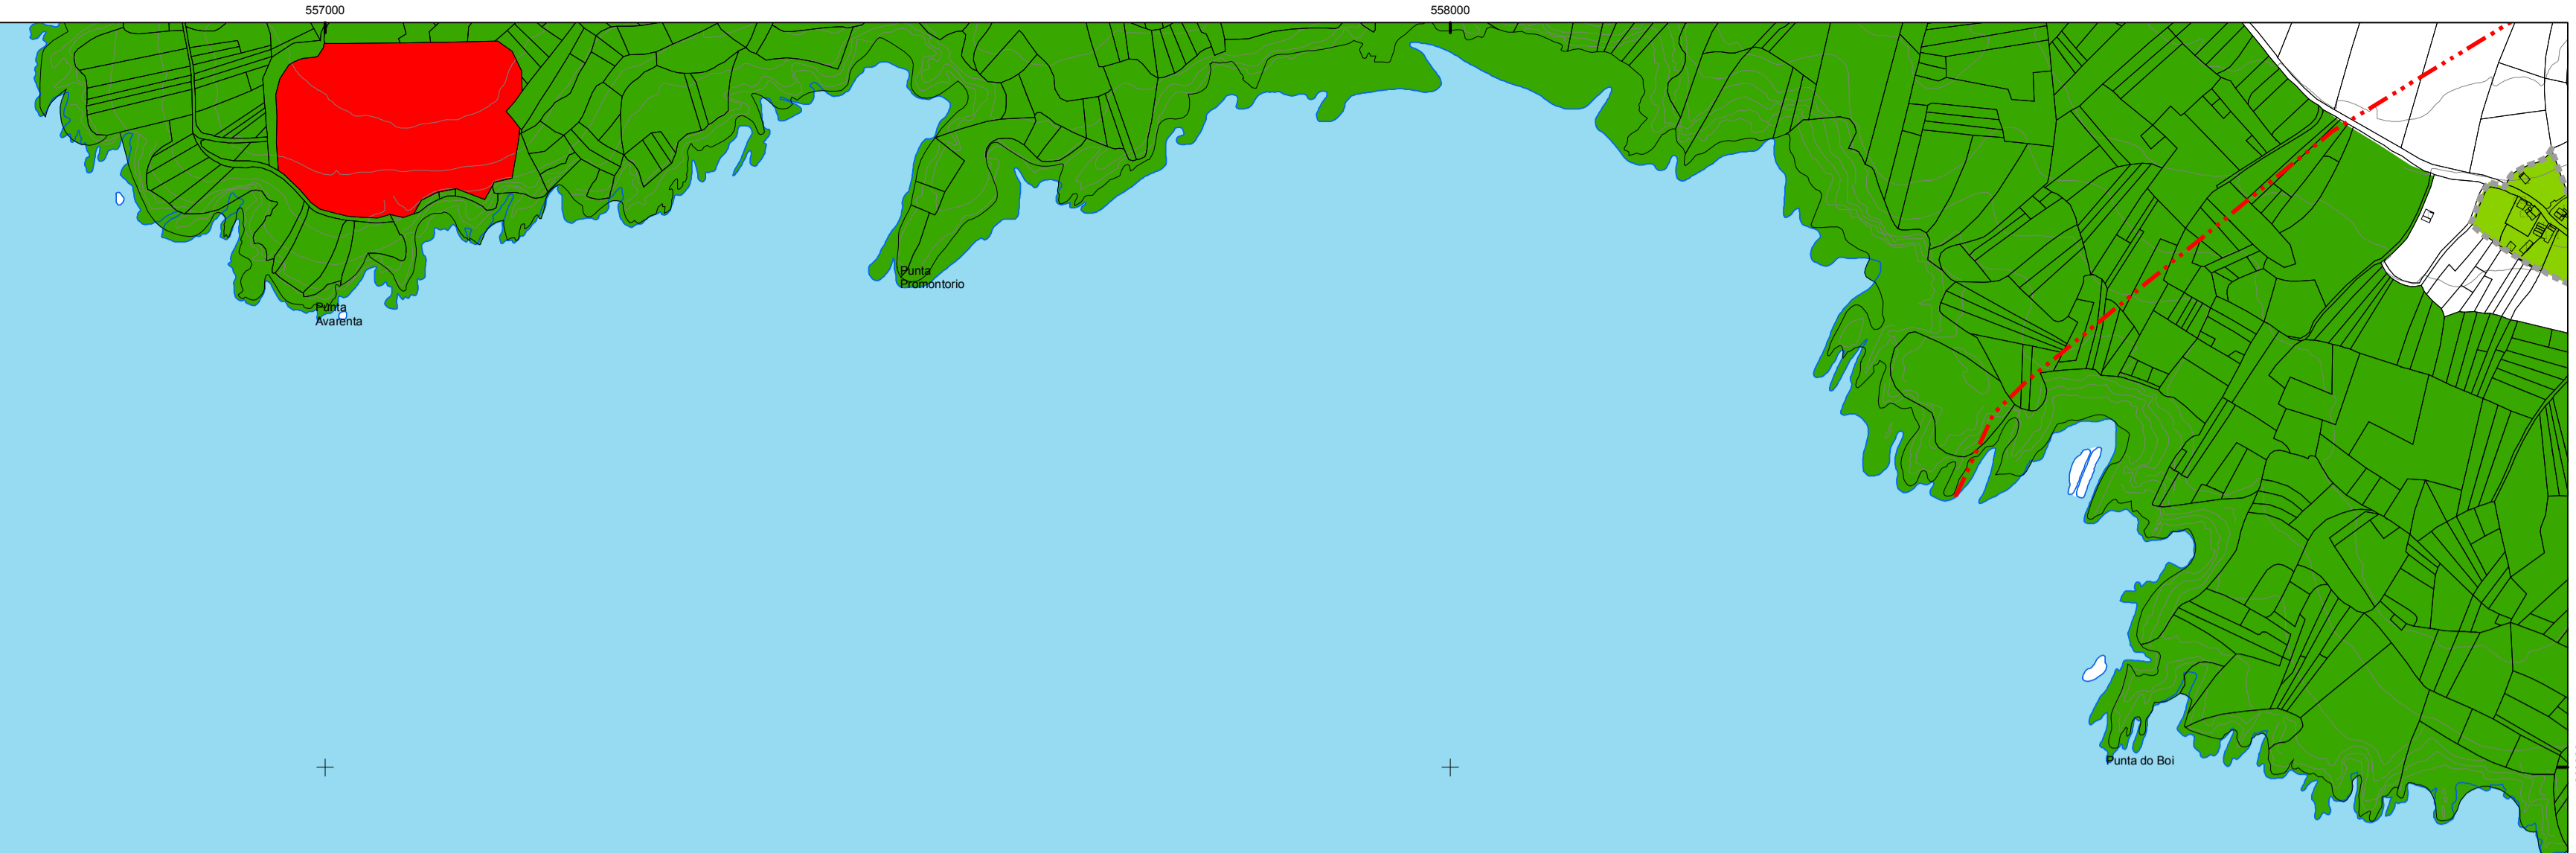 557000
558000
Punta
Promontorio
Punta
Avarenta
Punta do Boi